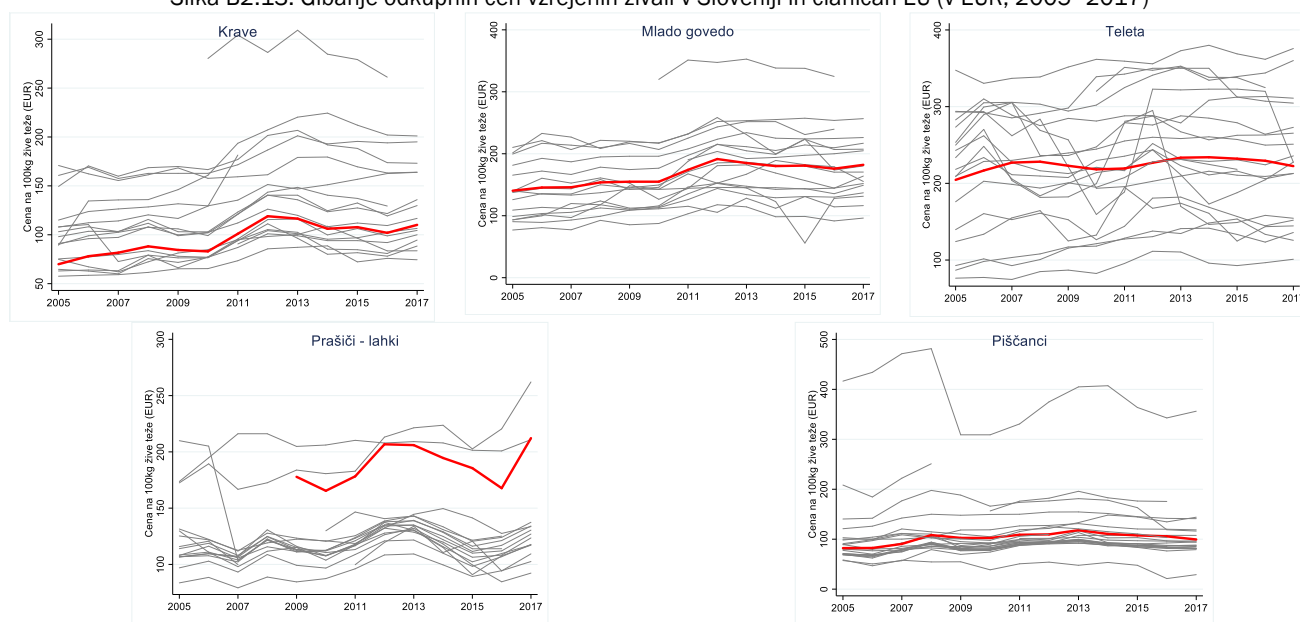 Slika B2.13: Gibanje odkupnih cen vzrejenih živali v Sloveniji in članicah EU (v EUR, 2005–2017)
Krave
Cena na 100kg žive teže (EUR)
300
250
200
150
100
50
2005 2007 2009 2011 2013 2015 2017
Mlado govedo
Cena na 100kg žive teže (EUR)
400
300
200
100
0
2005 2007 2009 2011 2013 2015 2017
Teleta
Cena na 100kg žive teže (EUR)
400
300
200
100
2005 2007 2009 2011 2013 2015 201
Prašiči - lahki
Cena na 100kg žive teže (EUR)
300
250
200
150
100
2005 2007 2009 2011 2013 2015 2017
Piščanci
Cena na 100kg žive teže (EUR)
500
400
300
200
100
0
2005 2007 2009 2011 2013 2015 2017